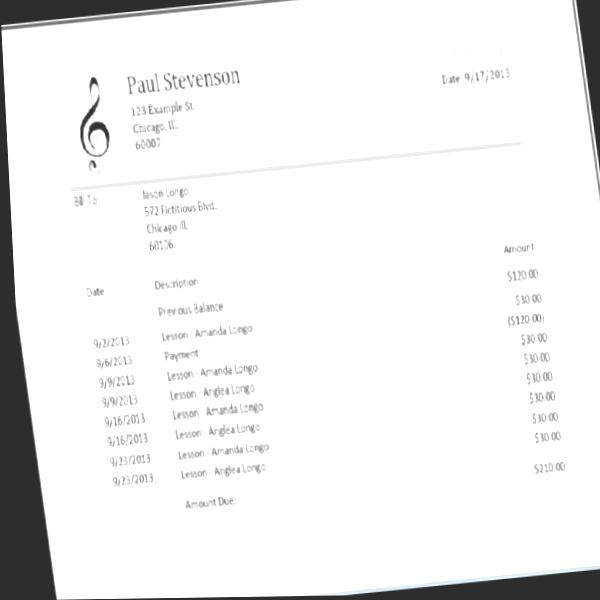 Paul Stevenson
123 Example St.
Chicago, IL
60007
Date 9/17/2013
Bill To
Jason Longo
572 Fictitious Blvd.
Chicago IL
60106
Date Description Amount
Previous Balance $120.00
9/2/2013 Lesson - Amanda Longo $30.00
9/6/2013 Payment ($120.00)
9/9/2013 Lesson - Amanda Longo $30.00
9/9/2013 Lesson - Anglea Longo $30.00
9/16/2013 Lesson - Amanda Longo $30.00
9/16/2013 Lesson - Anglea Longo $30.00
9/23/2013 Lesson - Amanda Longo $30.00
9/23/2013 Lesson - Anglea Longo $30.00
Amount Due: $210.00